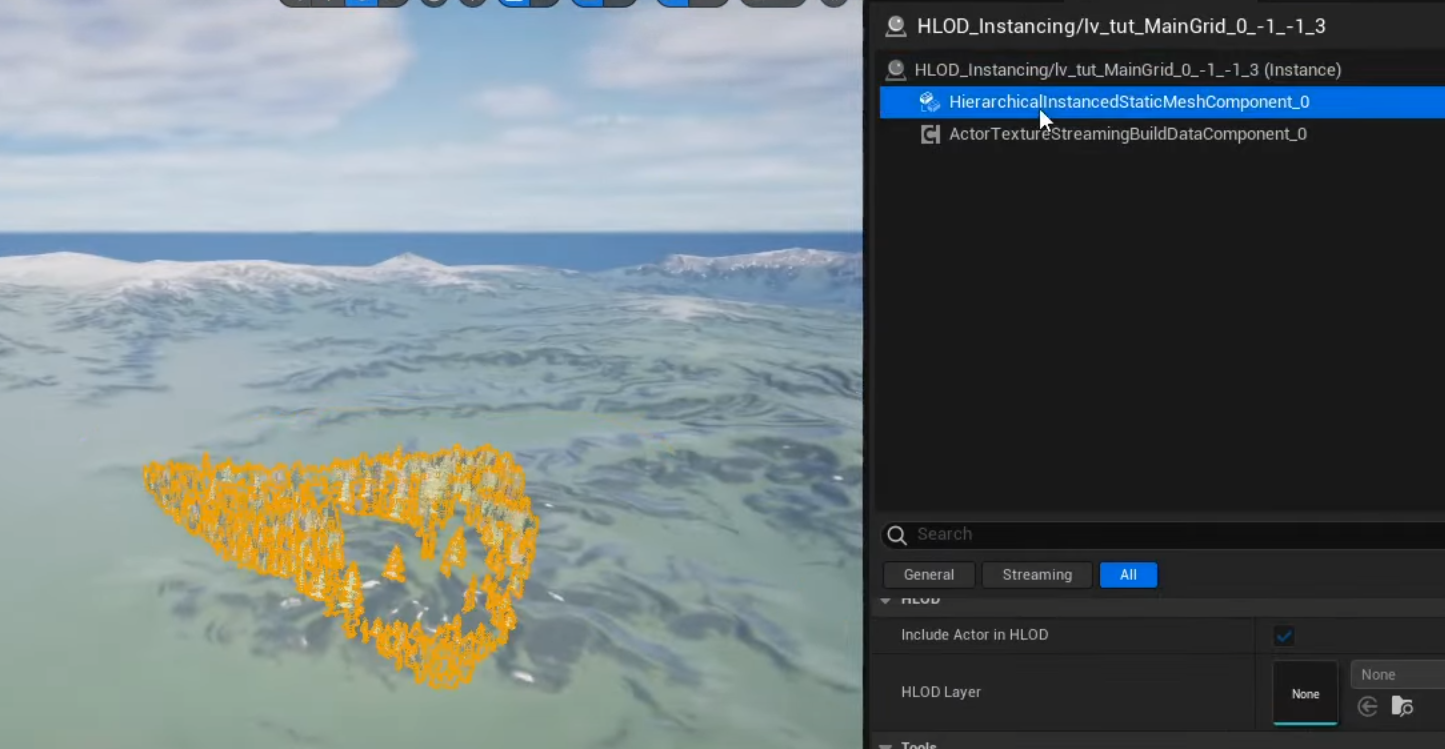 HLOD_Instancing/lv_tut_MainGrid_0_-1_-1_3
HLOD_Instancing/lv_tut_MainGrid_0_-1_-1_3 (Instance)
HierarchicalInstancedStaticMeshComponent_0
ActorTextureStreamingBuildDataComponent_0
Search
General Streaming All
HLOD
Include Actor in HLOD
HLOD Layer
None
None
Tools